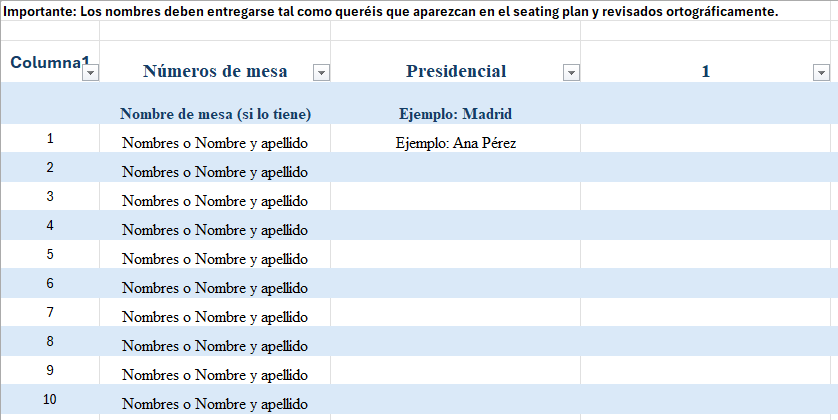 Importante: Los nombres deben entregarse tal como queréis que aparezcan en el seating plan y revisados ortográficamente.
Columna1 Números de mesa Presidencial 1
Nombre de mesa (si lo tiene) Ejemplo: Madrid
1 Nombres o Nombre y apellido Ejemplo: Ana Pérez
2 Nombres o Nombre y apellido
3 Nombres o Nombre y apellido
4 Nombres o Nombre y apellido
5 Nombres o Nombre y apellido
6 Nombres o Nombre y apellido
7 Nombres o Nombre y apellido
8 Nombres o Nombre y apellido
9 Nombres o Nombre y apellido
10 Nombres o Nombre y apellido